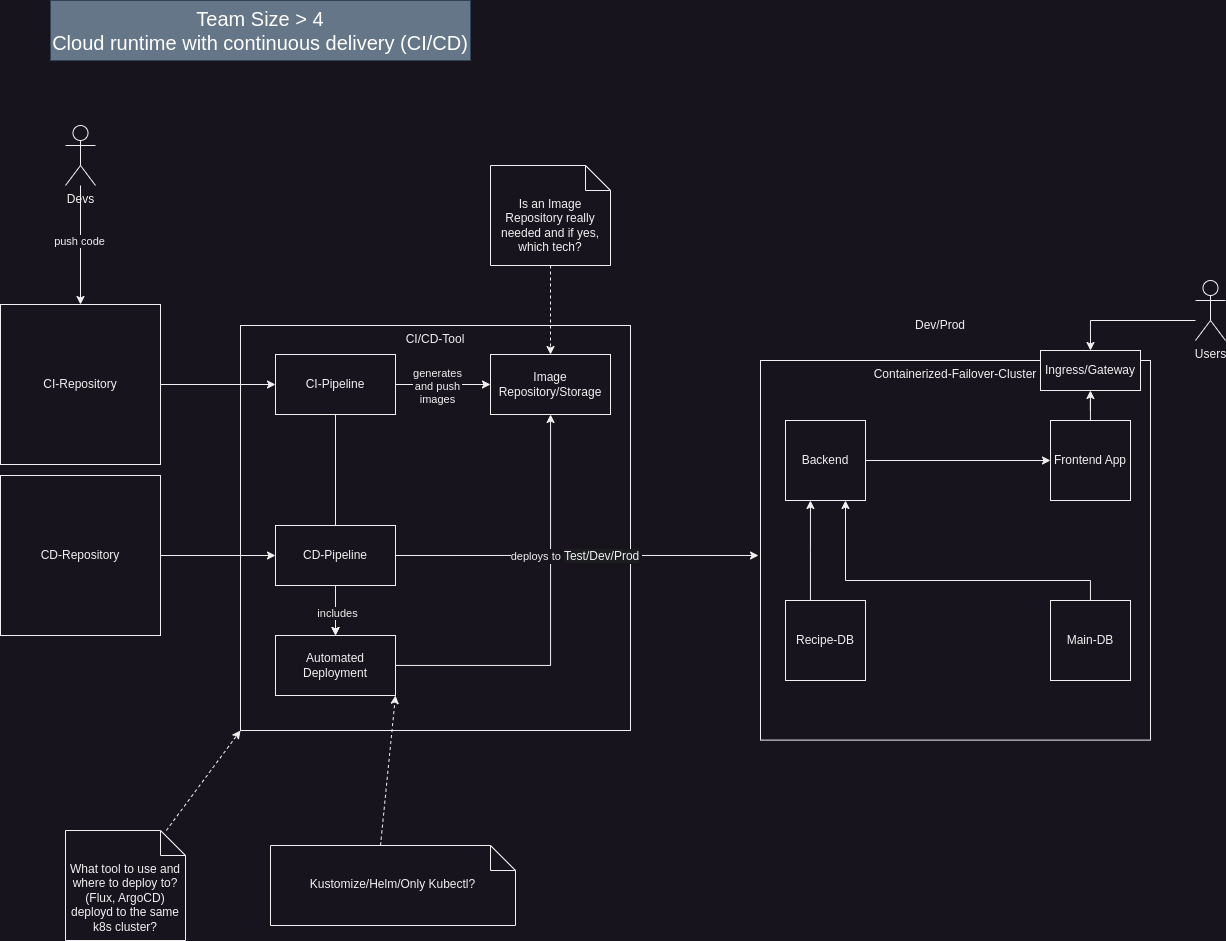 Team Size > 4
Cloud runtime with continuous delivery (CI/CD)
Devs
push code
Is an Image
Repository really
needed and if yes,
which tech?
Users
Dev/Prod
CI/CD-Tool
CI-Repository
CI-Pipeline
generates
and push
images
Image
Repository/Storage
Containerized-Failover-Cluster
Ingress/Gateway
Backend
Frontend App
CD-Repository
CD-Pipeline
deploys to Test/Dev/Prod
includes
Automated
Deployment
Recipe-DB
Main-DB
What tool to use and
where to deploy to?
(Flux, ArgoCD)
deployd to the same
k8s cluster?
Kustomize/Helm/Only Kubectl?